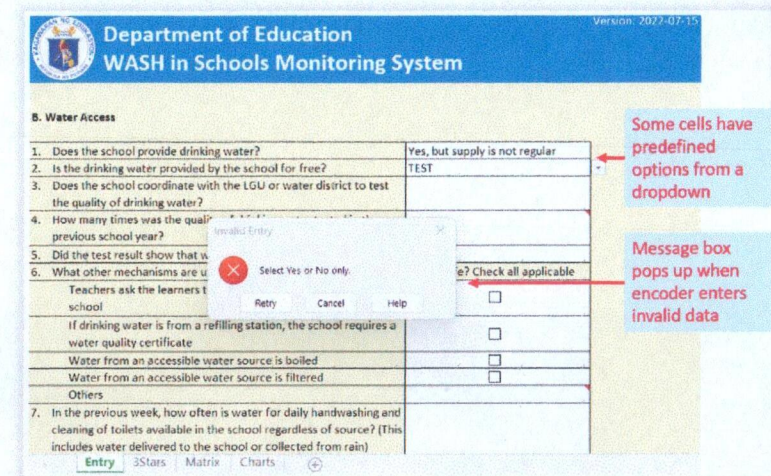 Version: 2022-07-15
Department of Education
WASH in Schools Monitoring System
B. Water Access
1. Does the school provide drinking water? Yes, but supply is not regular
2. Is the drinking water provided by the school for free? TEST
3. Does the school coordinate with the LGU or water district to test
the quality of drinking water?
4. How many times was the
previous school year?
5. Did the test result show that
6. What other mechanisms are Check all applicable
Teachers ask the learners
school
If drinking water is from a refilling station, the school requires a
water quality certificate
Water from an accessible water source is boiled
Water from an accessible water source is filtered
Others
7. In the previous week, how often is water for daily handwashing and
cleaning of toilets available in the school regardless of source? (This
includes water delivered to the school or collected from rain)
Invalid Entry
Select Yes or No only.
Retry Cancel Help
Entry 3Stars Matrix Charts
Some cells have
predefined
options from a
dropdown
Message box
pops up when
encoder enters
invalid data